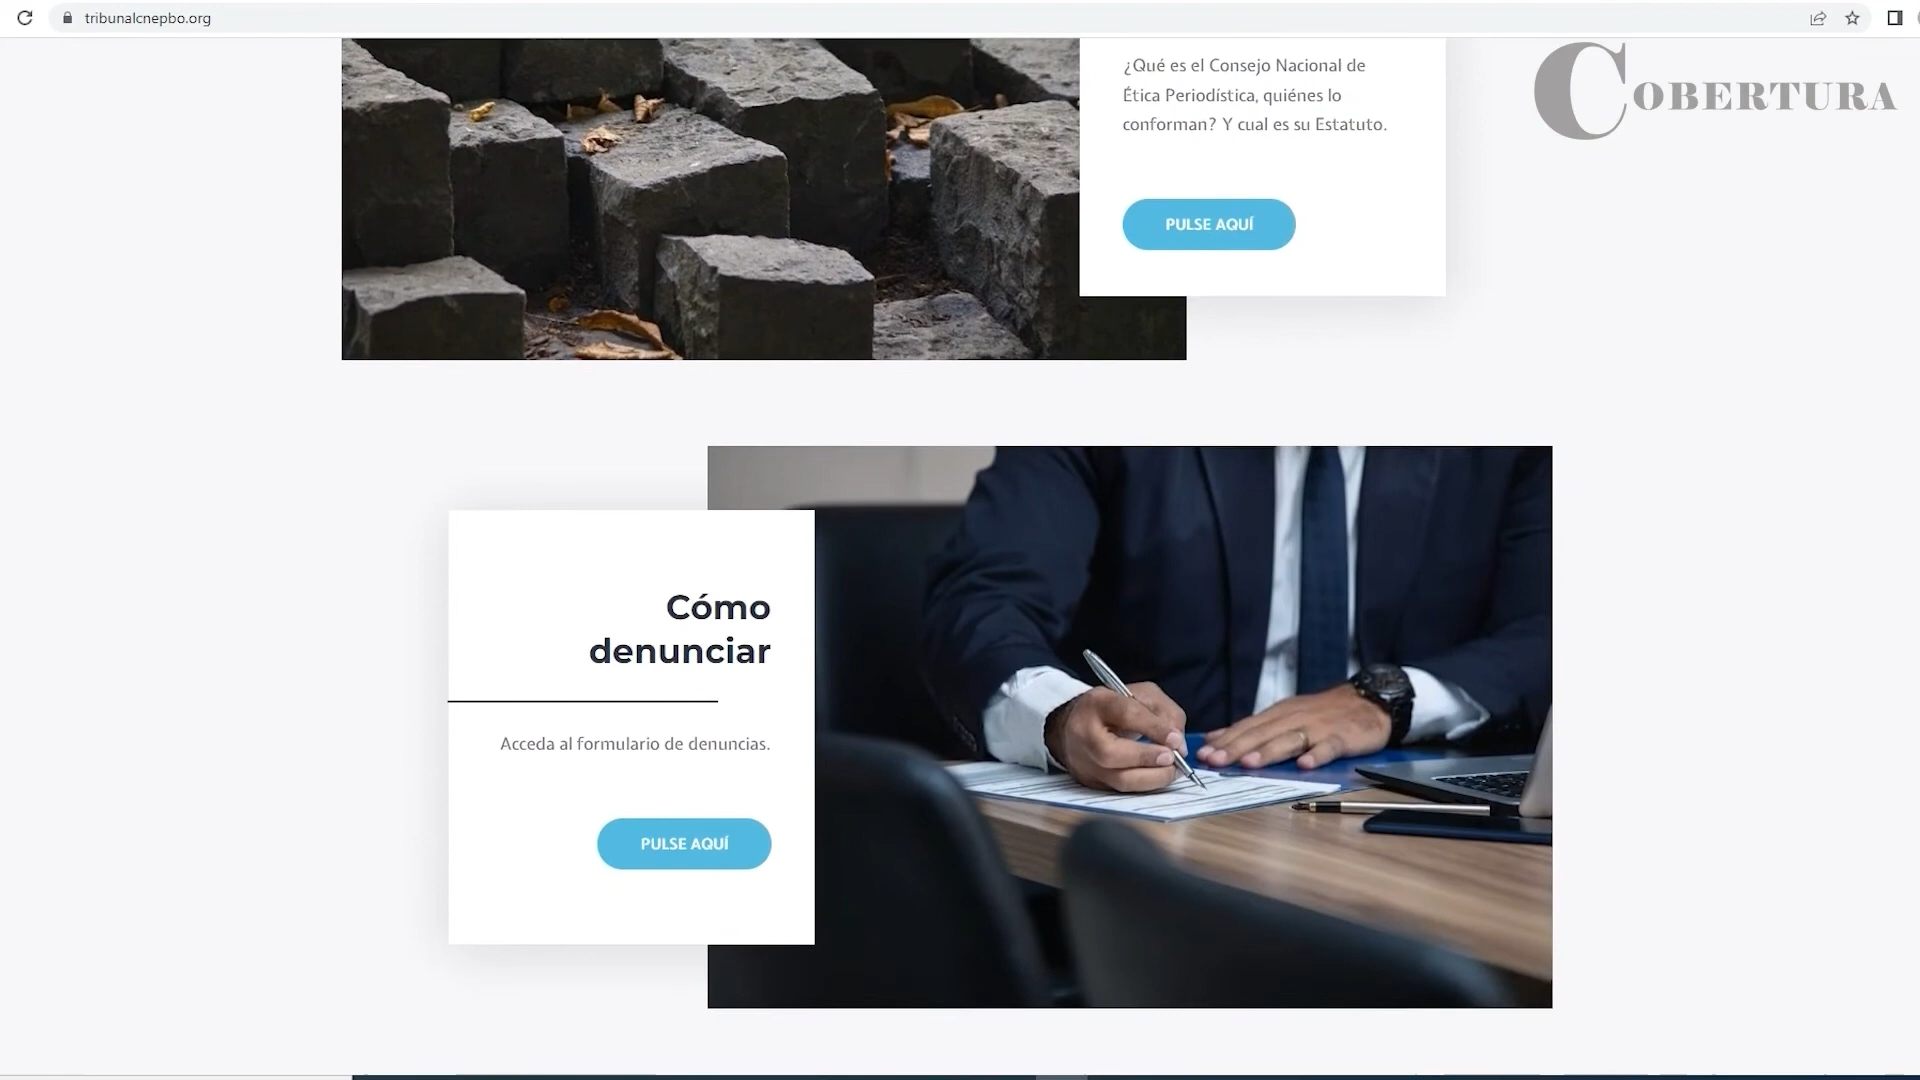 tribunalcnepbo.org
COBERTURA
¿Qué es el Consejo Nacional de
Ética Periodística, quiénes lo
conforman? Y cual es su Estatuto.
PULSE AQUÍ
Cómo
denunciar
Acceda al formulario de denuncias.
PULSE AQUÍ